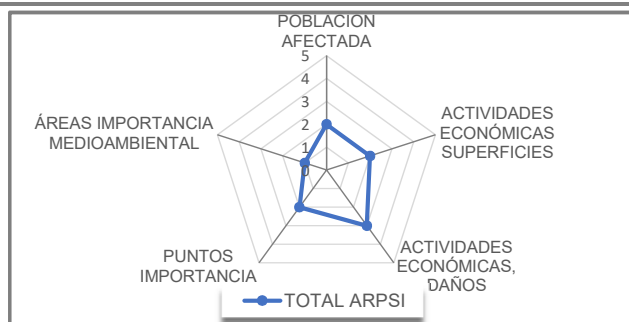 POBLACIÓN
AFECTADA
5
4
3
2
1
0
ACTIVIDADES
ECONÓMICAS
SUPERFICIES
ACTIVIDADES
ECONÓMICAS,
DAÑOS
PUNTOS
IMPORTANCIA
ÁREAS IMPORTANCIA
MEDIOAMBIENTAL
TOTAL ARPSI